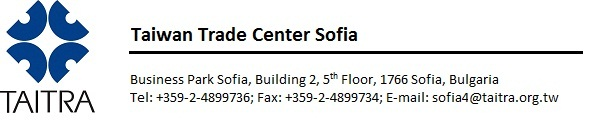 Taiwan Trade Center Sofia
Business Park Sofia, Building 2, 5th Floor, 1766 Sofia, Bulgaria
Tel: +359-2-4899736; Fax: +359-2-4899734; E-mail: sofia4@taitra.org.tw
TAITRA